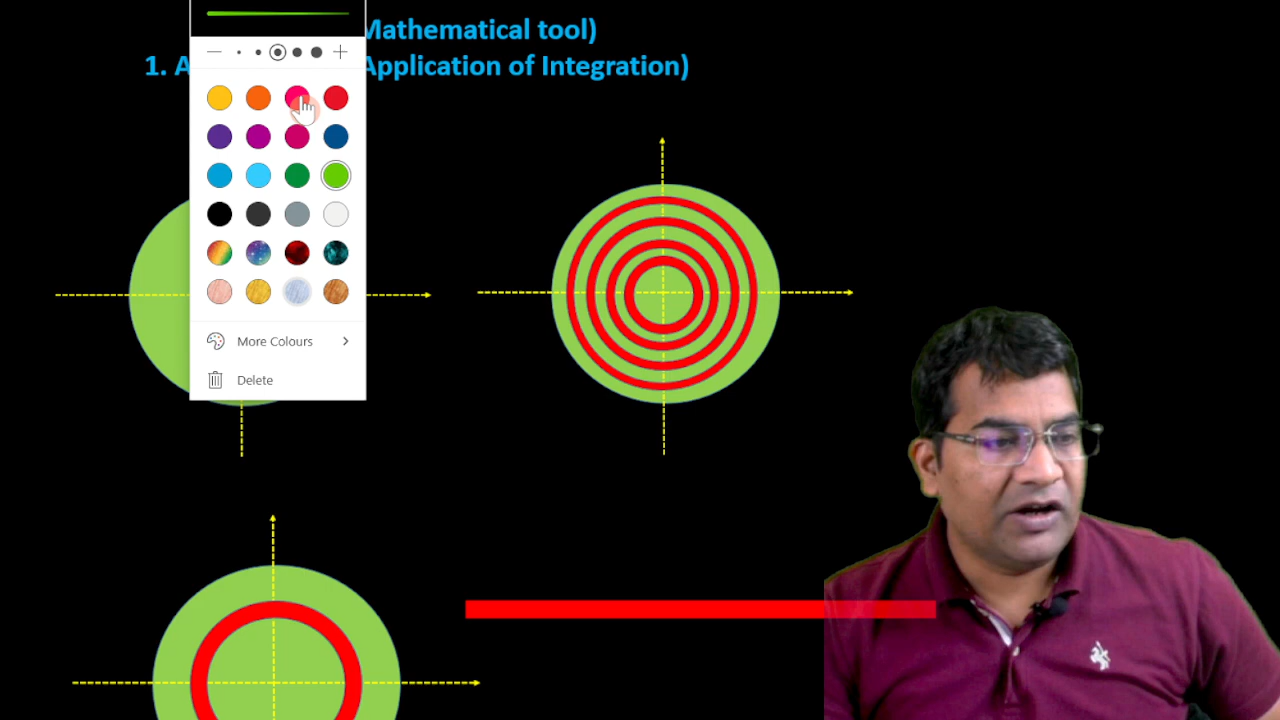 Mathematical tool)
1. A Application of Integration)
More Colours
Delete